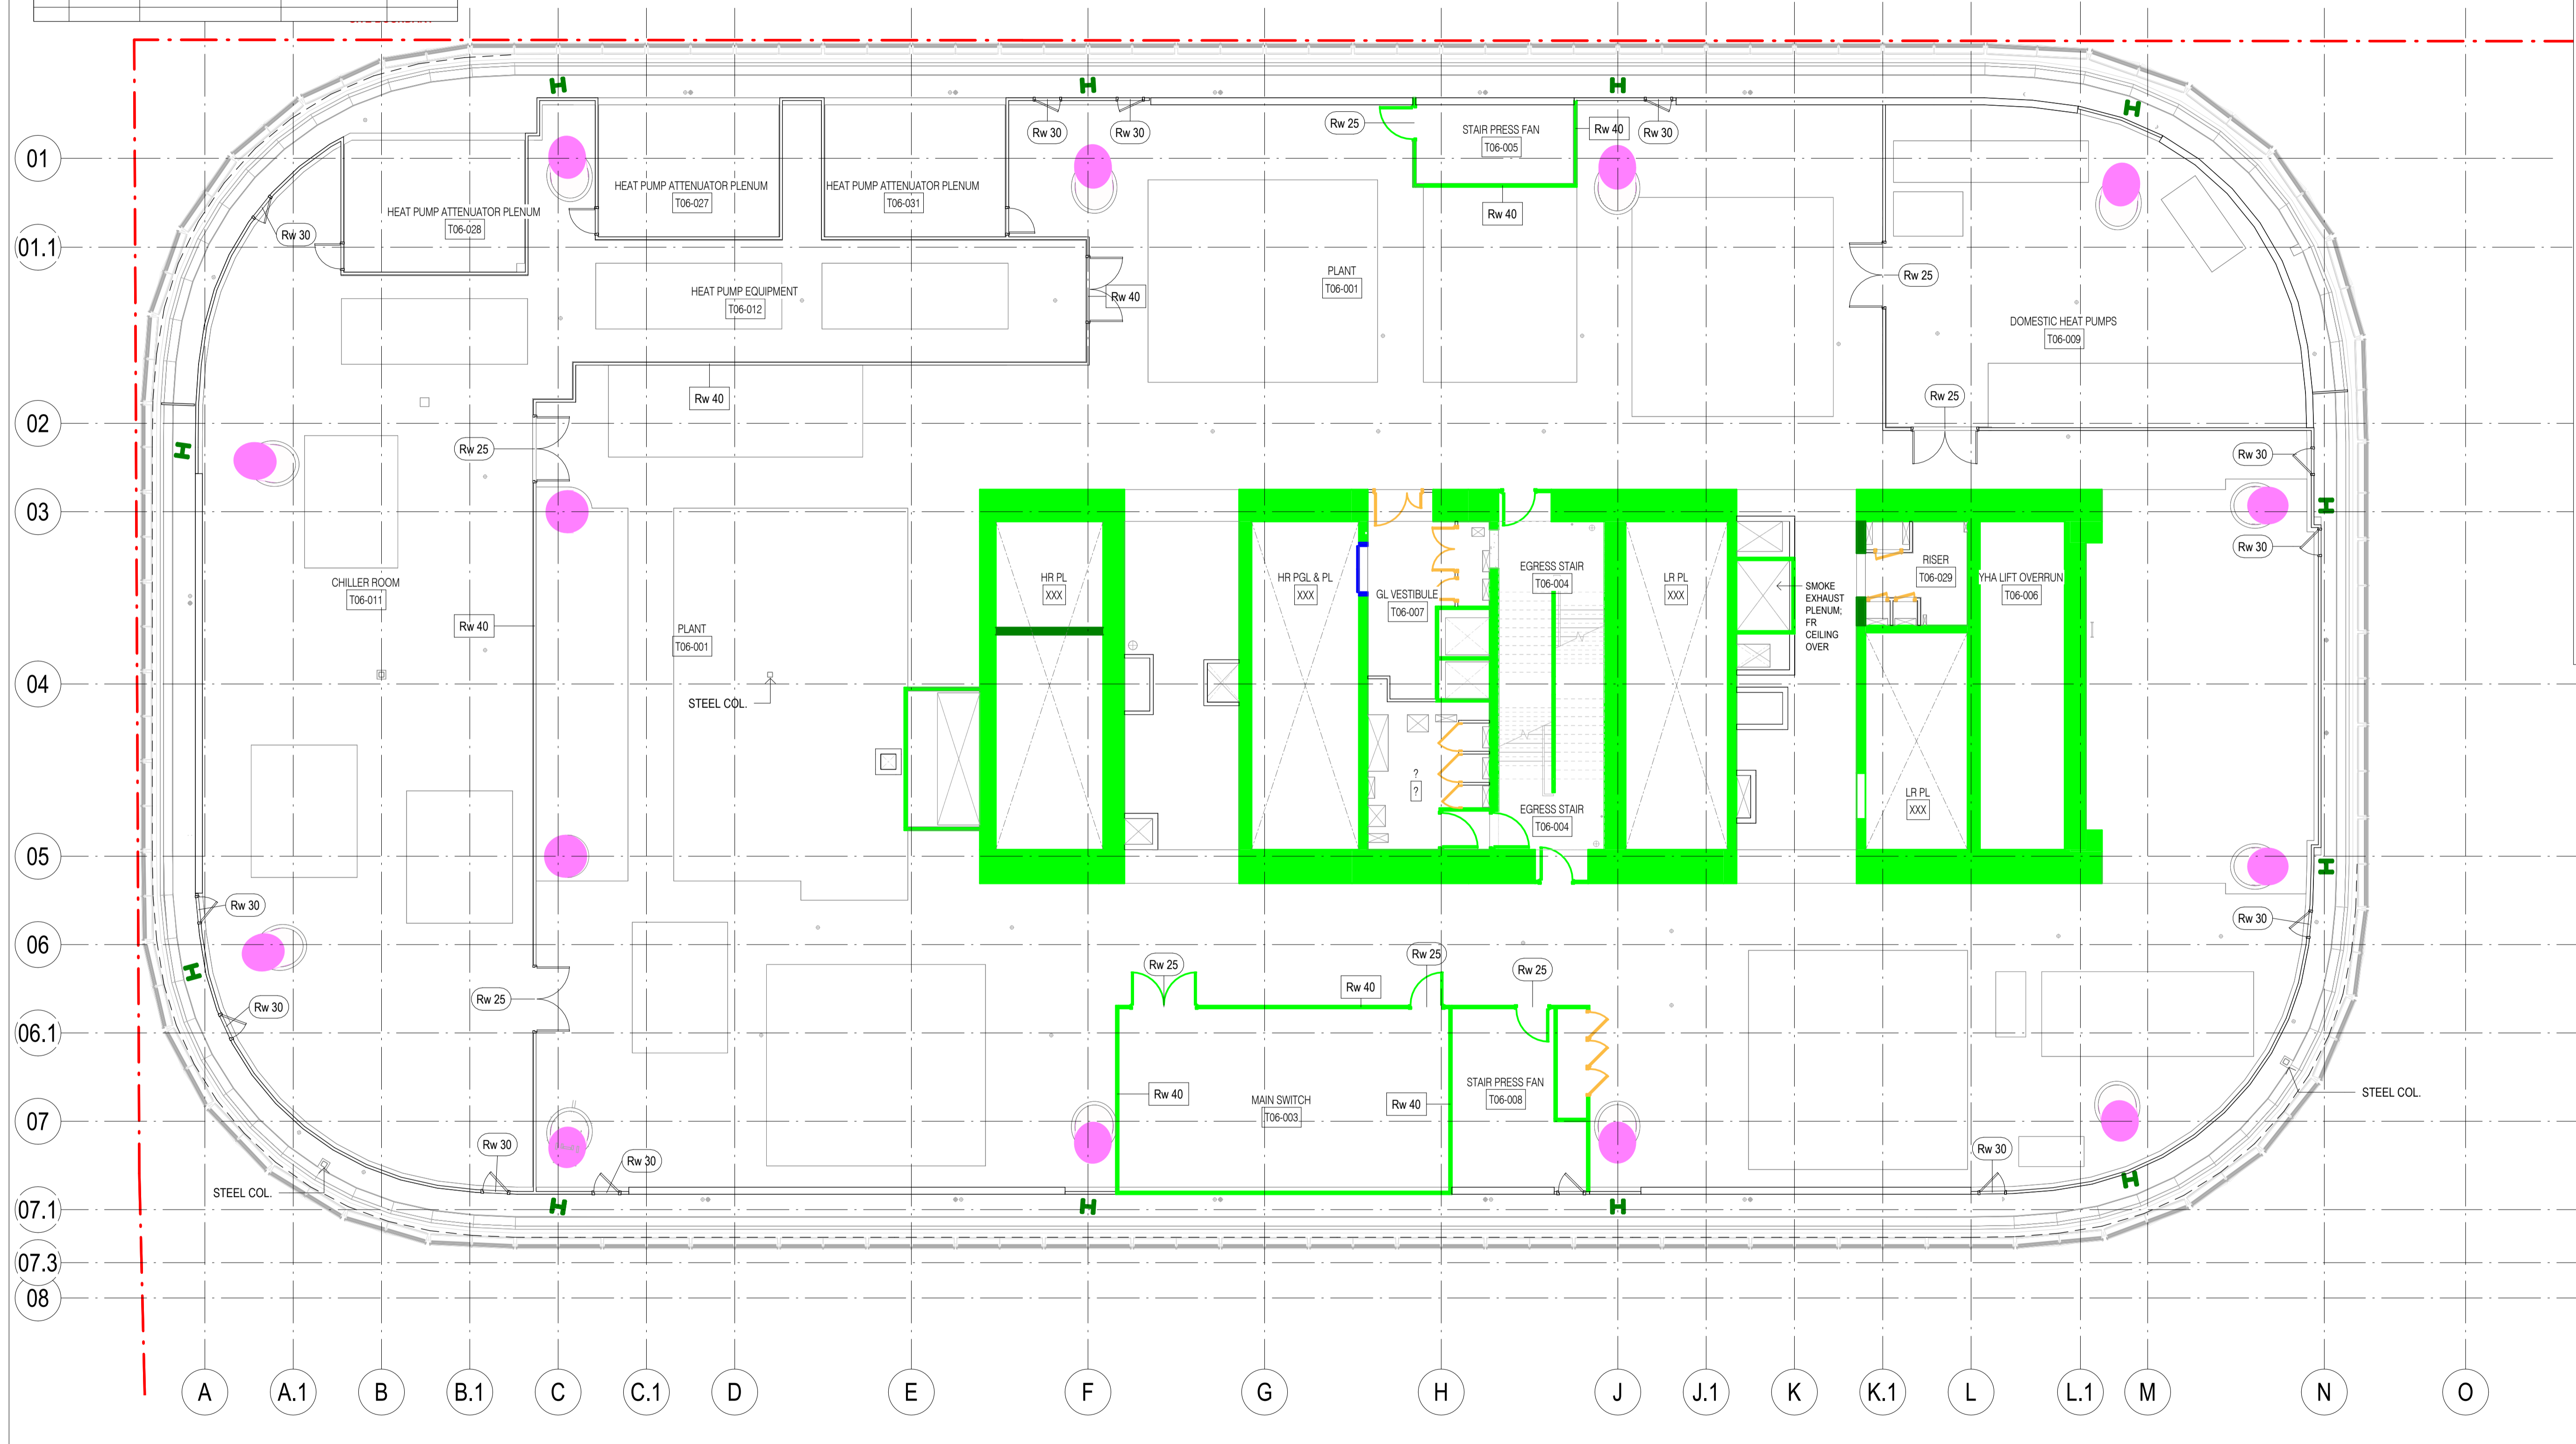 Rw 25
STAIR PRESS FAN
T06-005
Rw 40
Rw 30
Rw 30
Rw 30
Rw 40
01
HEAT PUMP ATTENUATOR PLENUM
T06-028
HEAT PUMP ATTENUATOR PLENUM
T06-027
HEAT PUMP ATTENUATOR PLENUM
T06-031
Rw 30
01.1
HEAT PUMP EQUIPMENT
T06-012
Rw 40
PLANT
T06-001
Rw 25
DOMESTIC HEAT PUMPS
T06-009
Rw 40
Rw 25
02
Rw 25
Rw 30
03
Rw 30
CHILLER ROOM
T06-011
Rw 40
PLANT
T06-001
HR PL
XXX
HR PGL & PL
XXX
GL VESTIBULE
T06-007
EGRESS STAIR
T06-004
LR PL
XXX
SMOKE
EXHAUST
PLENUM;
FR
CEILING
OVER
RISER
T06-029
YHA LIFT OVERRUN
T06-006
04
STEEL COL.
?
?
EGRESS STAIR
T06-004
LR PL
XXX
05
Rw 30
Rw 30
06
Rw 25
Rw 25
Rw 25
Rw 40
Rw 25
Rw 30
06.1
Rw 40
MAIN SWITCH
T06-003
Rw 40
STAIR PRESS FAN
T06-008
STEEL COL.
07
Rw 30
Rw 30
Rw 30
STEEL COL.
07.1
07.3
08
A
A.1
B
B.1
C
C.1
D
E
F
G
H
J
J.1
K
K.1
L
L.1
M
N
O